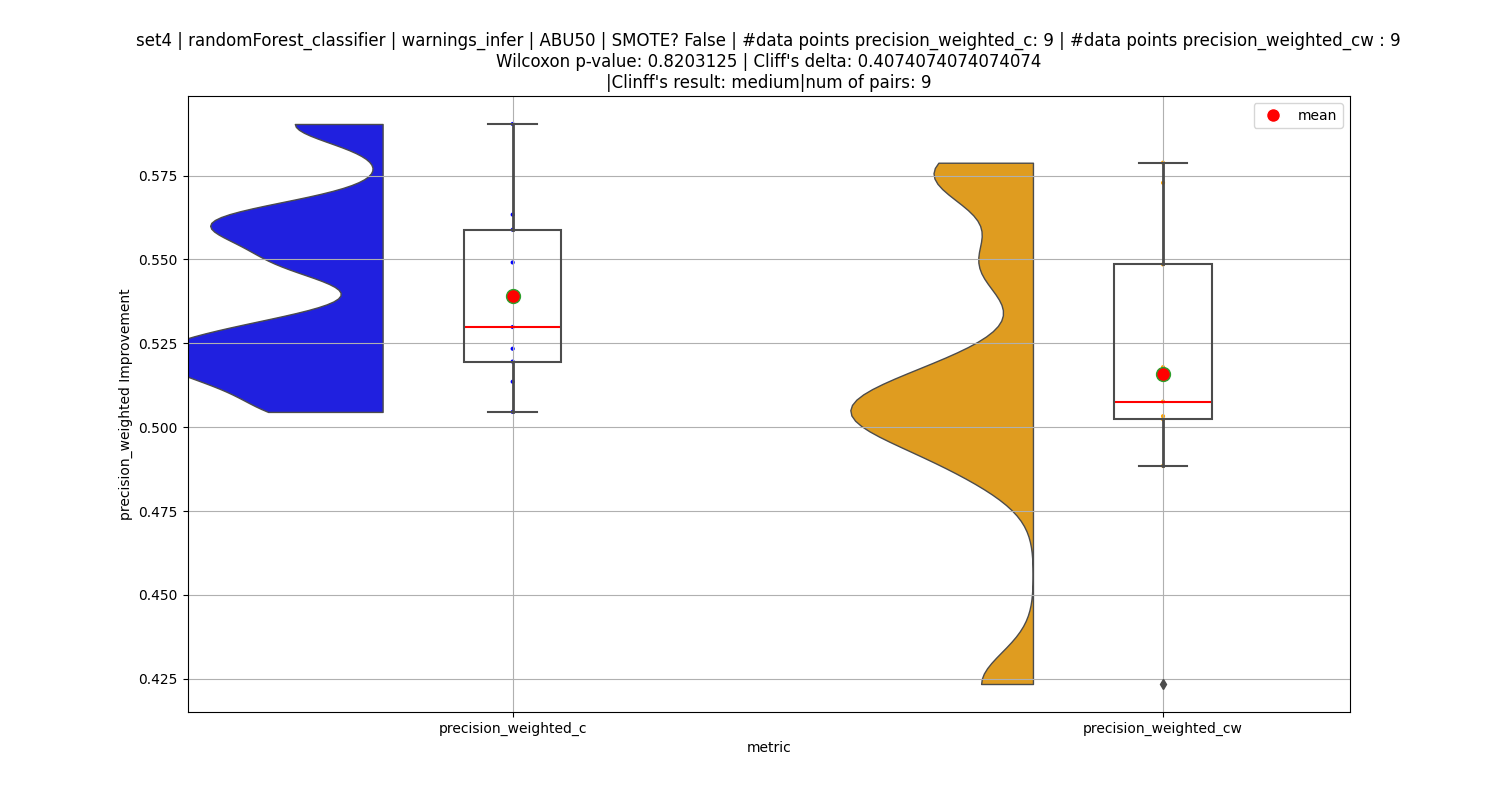 set4 | randomForest_classifier | warnings_infer | ABU50 | SMOTE? False | #data points precision_weighted_c: 9 | #data points precision_weighted_cw : 9
Wilcoxon p-value: 0.8203125 | Cliff's delta: 0.4074074074074074
|Clinff's result: medium|num of pairs: 9
mean
precision_weighted Improvement
0.575
0.550
0.525
0.500
0.475
0.450
0.425
precision_weighted_c
precision_weighted_cw
metric